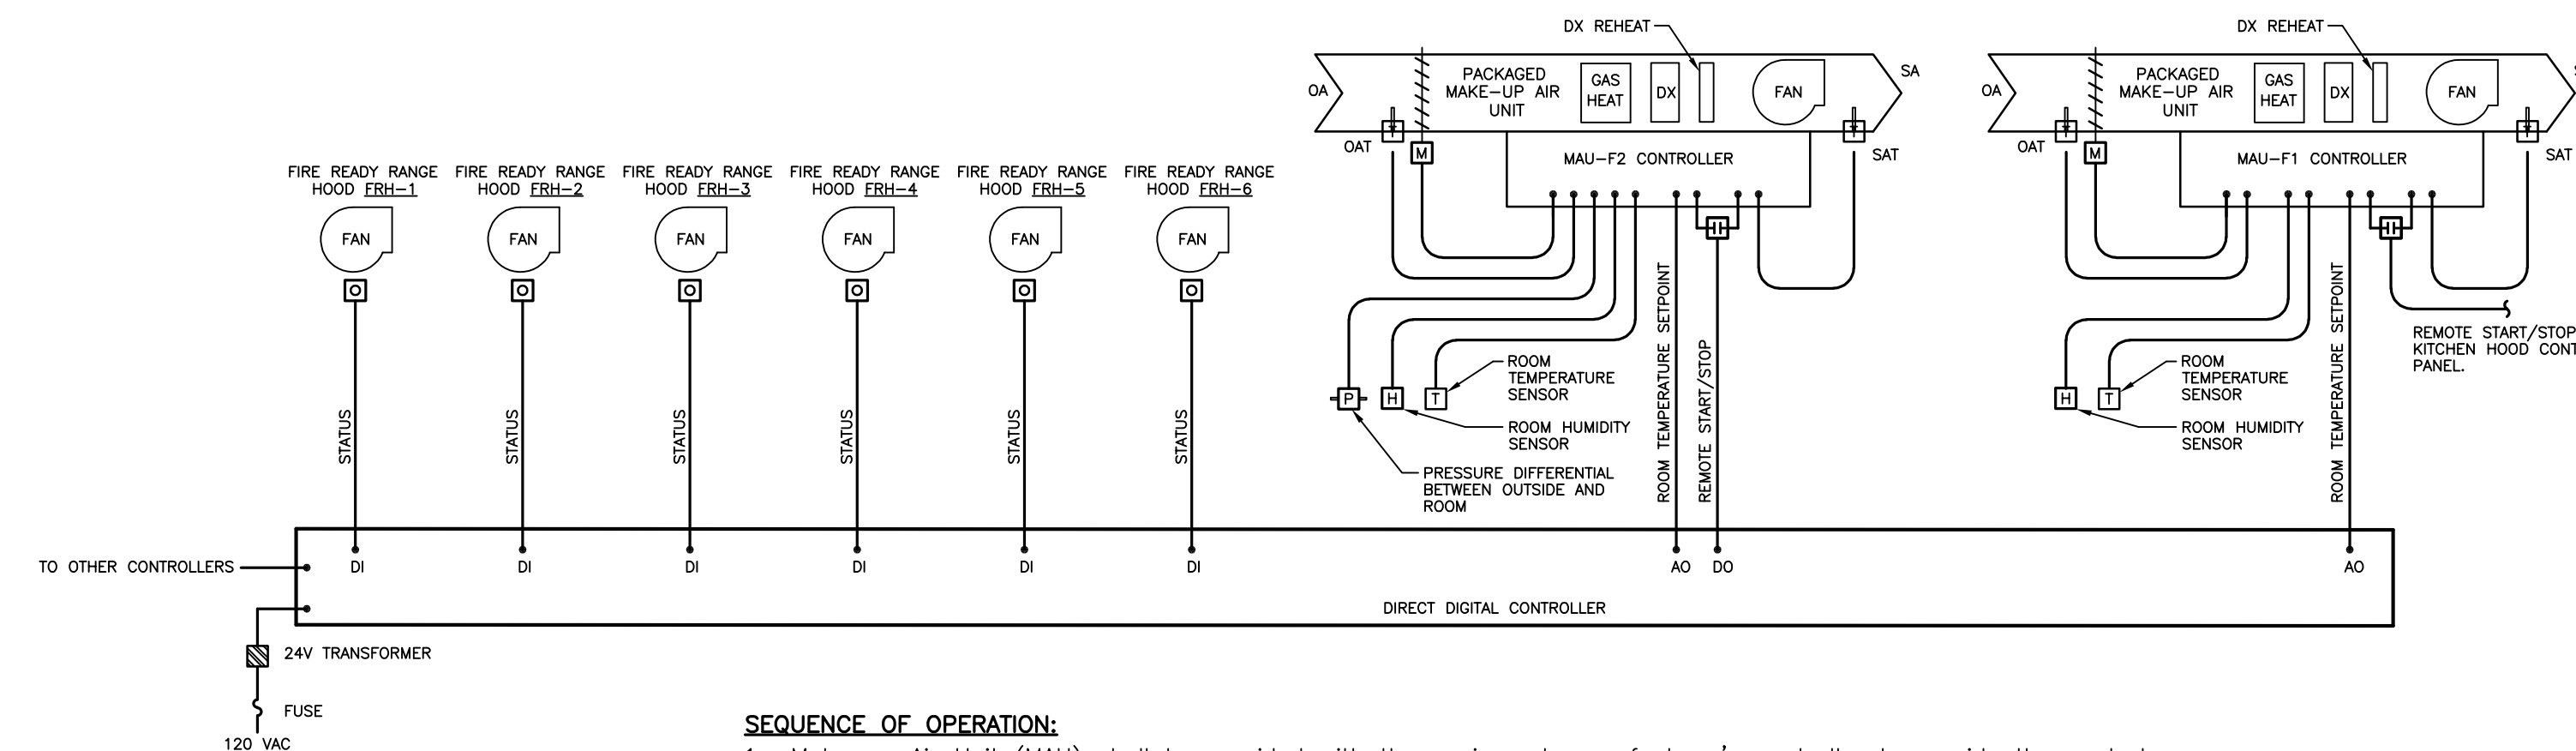 DX REHEAT
OA
PACKAGED
MAKE-UP AIR
UNIT
GAS
HEAT
DX
FAN
SA
OAT
M
MAU-F2 CONTROLLER
SAT
DX REHEAT
OA
PACKAGED
MAKE-UP AIR
UNIT
GAS
HEAT
DX
FAN
OAT
M
MAU-F1 CONTROLLER
SAT
FIRE READY RANGE
HOOD FRH-1
FAN
STATUS
FIRE READY RANGE
HOOD FRH-2
FAN
STATUS
FIRE READY RANGE
HOOD FRH-3
FAN
STATUS
FIRE READY RANGE
HOOD FRH-4
FAN
STATUS
FIRE READY RANGE
HOOD FRH-5
FAN
STATUS
FIRE READY RANGE
HOOD FRH-6
FAN
STATUS
P
H
T
ROOM
TEMPERATURE
SENSOR
ROOM HUMIDITY
SENSOR
PRESSURE DIFFERENTIAL
BETWEEN OUTSIDE AND
ROOM
ROOM TEMPERATURE SETPOINT
REMOTE START/STOP
H
T
ROOM
TEMPERATURE
SENSOR
ROOM HUMIDITY
SENSOR
ROOM TEMPERATURE SETPOINT
REMOTE START/STOP
KITCHEN HOOD
PANEL.
TO OTHER CONTROLLERS
DI
DI
DI
DI
DI
DI
AO
DO
AO
DIRECT DIGITAL CONTROLLER
24V TRANSFORMER
FUSE
120 VAC
SEQUENCE OF OPERATION: